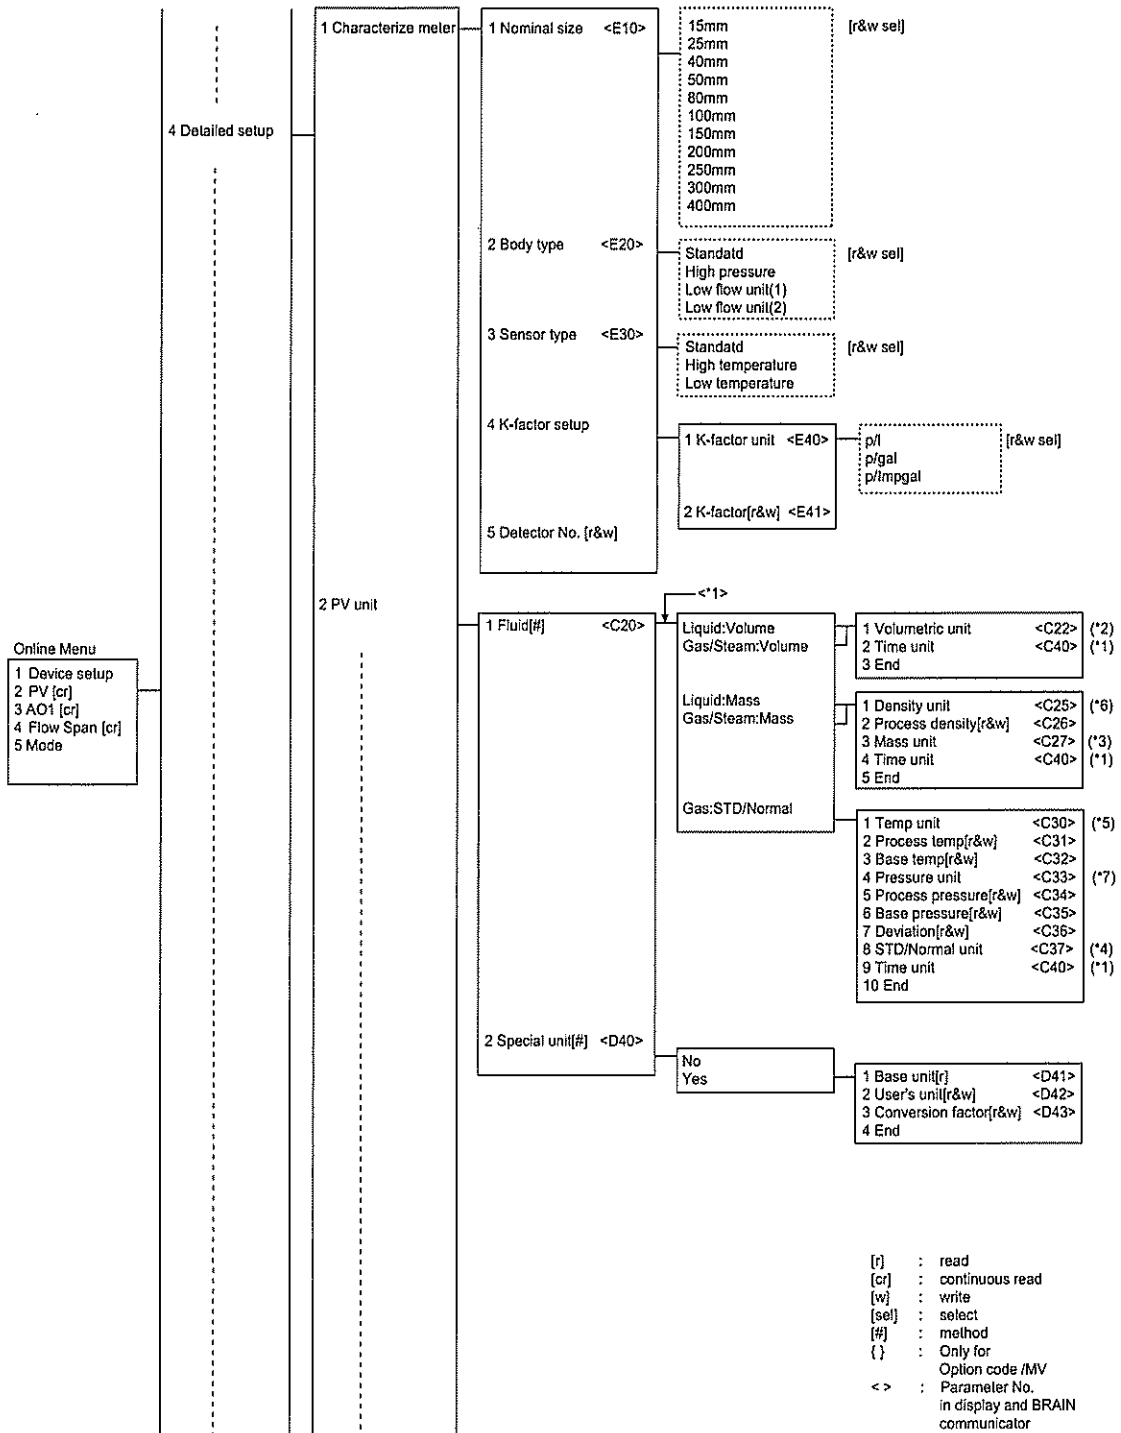 1 Characterize meter
1 Nominal size <E10>
15mm [r&w sel]
25mm
40mm
50mm
80mm
100mm
150mm
200mm
250mm
300mm
400mm
4 Detailed setup
2 Body type <E20>
Standatd [r&w sel]
High pressure
Low flow unit(1)
Low flow unit(2)
3 Sensor type <E30>
Standatd [r&w sel]
High temperature
Low temperature
4 K-factor setup
1 K-factor unit <E40>
p/l [r&w sel]
p/gal
p/Impgal
2 K-factor[r&w] <E41>
5 Detector No. [r&w]
2 PV unit
<*1>
1 Fluid[#] <C20>
Liquid:Volume
Gas/Steam:Volume
1 Volumetric unit <C22> (*2)
2 Time unit <C40> (*1)
3 End
Liquid:Mass
Gas/Steam:Mass
1 Density unit <C25> (*6)
2 Process density[r&w] <C26>
3 Mass unit <C27> (*3)
4 Time unit <C40> (*1)
5 End
Gas:STD/Normal
1 Temp unit <C30> (*5)
2 Process temp[r&w] <C31>
3 Base temp[r&w] <C32>
4 Pressure unit <C33> (*7)
5 Process pressure[r&w] <C34>
6 Base pressure[r&w] <C35>
7 Deviation[r&w] <C36>
8 STD/Normal unit <C37> (*4)
9 Time unit <C40> (*1)
10 End
Online Menu
1 Device setup
2 PV [cr]
3 AO1 [cr]
4 Flow Span [cr]
5 Mode
2 Special unit[#] <D40>
No
Yes
1 Base unit[r] <D41>
2 User's unit[r&w] <D42>
3 Conversion factor[r&w] <D43>
4 End
[r] : read
[cr] : continuous read
[w] : write
[sel] : select
[#] : method
{ } : Only for
Option code /MV
< > : Parameter No.
in display and BRAIN
communicator